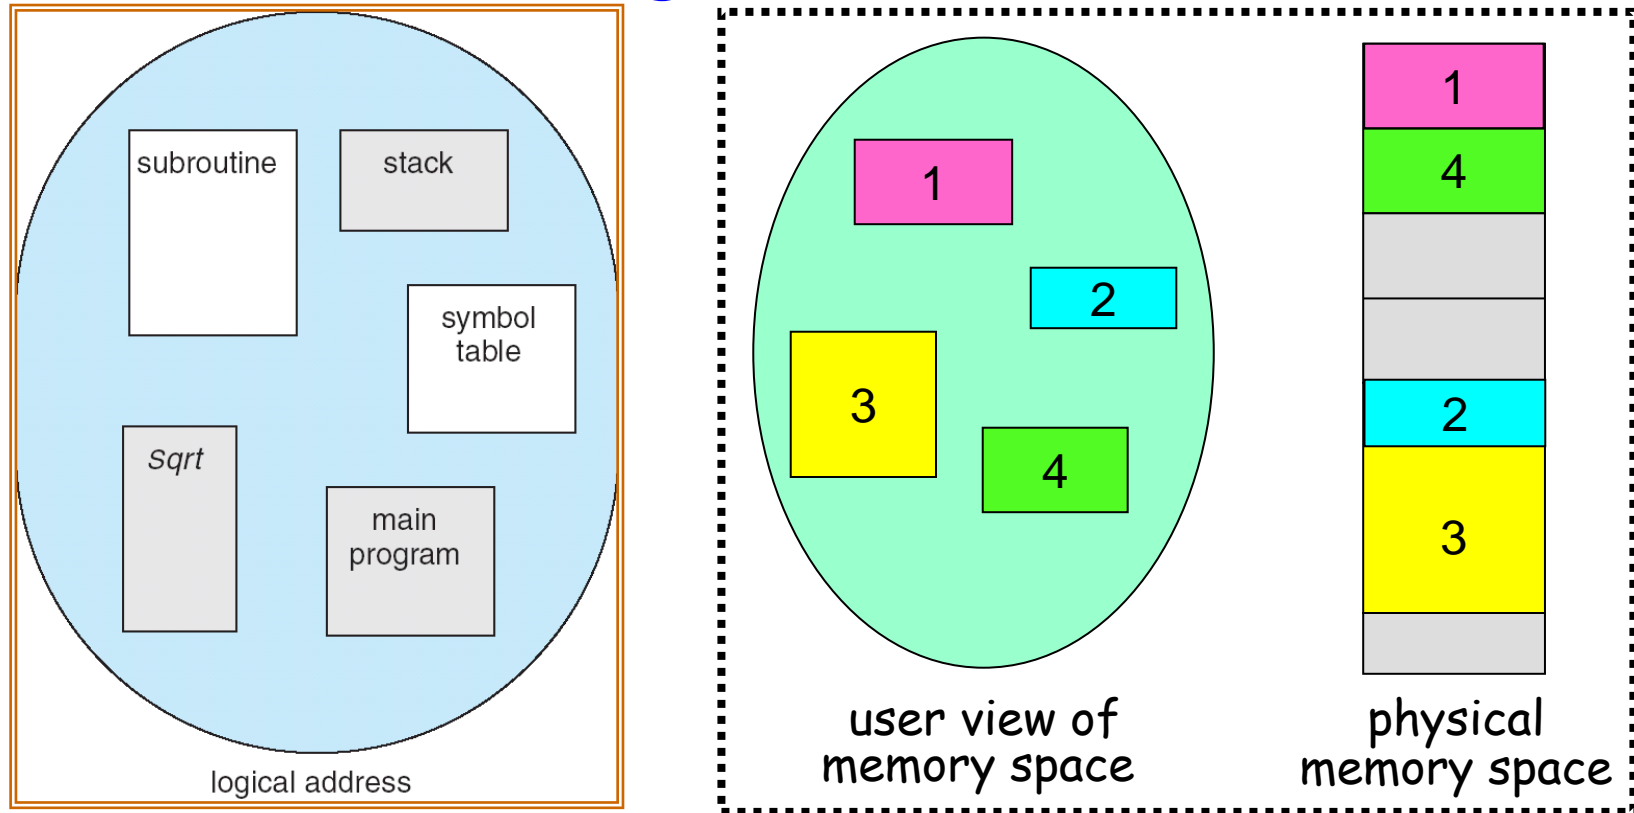 subroutine
stack
symbol
table
Sqrt
main
program
logical address
1
2
3
4
user view of
memory space
1
4
2
3
physical
memory space